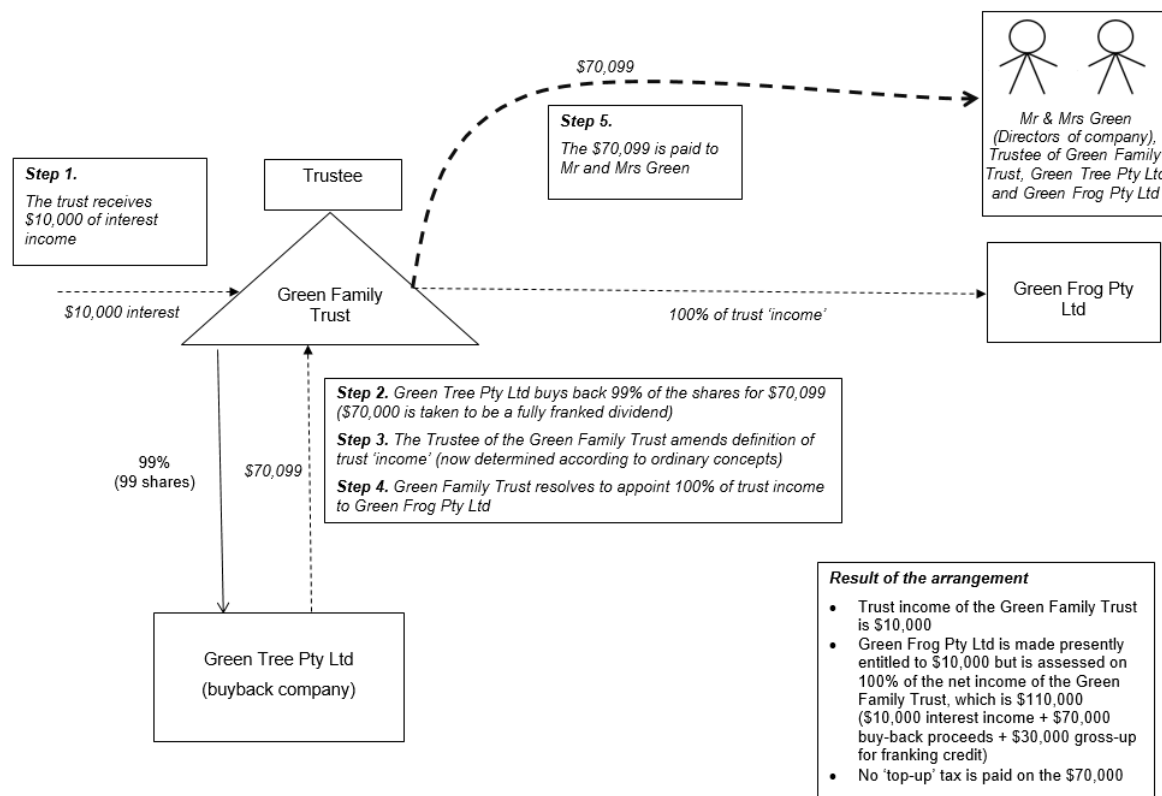 $70,099
Step 5.
The $70,099 is paid to
Mr and Mrs Green
Mr & Mrs Green
(Directors of company),
Trustee of Green Family
Trust, Green Tree Pty Ltd
and Green Frog Pty Ltd
Step 1.
The trust receives
$10,000 of interest
income
Trustee
$10,000 interest
Green Family
Trust
100% of trust ‘income’
Green Frog Pty
Ltd
Step 2. Green Tree Pty Ltd buys back 99% of the shares for $70,099
($70,000 is taken to be a fully franked dividend)
Step 3. The Trustee of the Green Family Trust amends definition of
trust ‘income’ (now determined according to ordinary concepts)
Step 4. Green Family Trust resolves to appoint 100% of trust income
to Green Frog Pty Ltd
99%
(99 shares)
$70,099
Green Tree Pty Ltd
(buyback company)
Result of the arrangement
• Trust income of the Green Family Trust
is $10,000
• Green Frog Pty Ltd is made presently
entitled to $10,000 but is assessed on
100% of the net income of the Green
Family Trust, which is $110,000
($10,000 interest income + $70,000
buy-back proceeds + $30,000 gross-up
for franking credit)
• No ‘top-up’ tax is paid on the $70,000